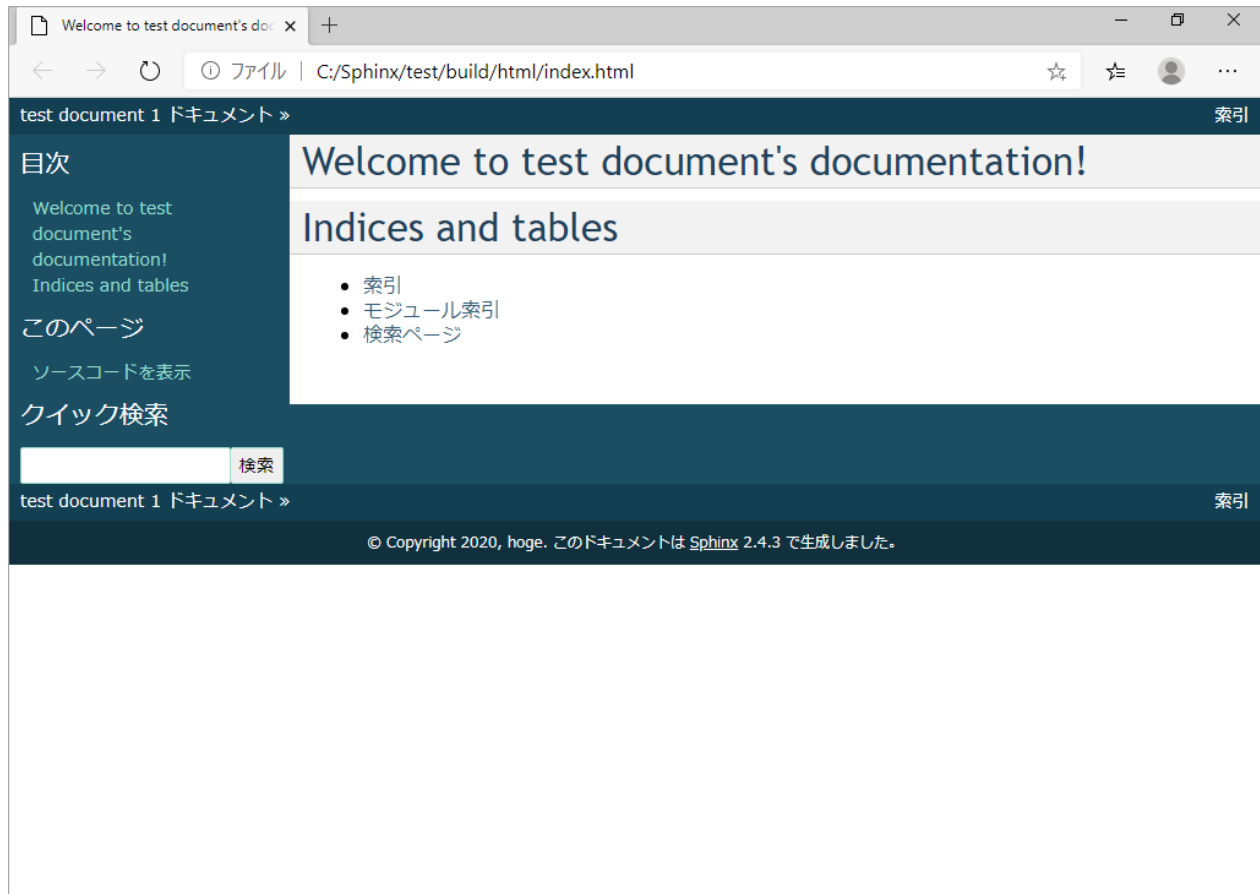 Welcome to test document's doc
ファイル | C:/Sphinx/test/build/html/index.html
test document 1 ドキュメント » 索引
目次
Welcome to test
document's
documentation!
Indices and tables
このページ
ソースコードを表示
クイック検索
検索
Welcome to test document's documentation!
Indices and tables
索引
モジュール索引
検索ページ
test document 1 ドキュメント » 索引
© Copyright 2020, hoge. このドキュメントは Sphinx 2.4.3 で生成しました。